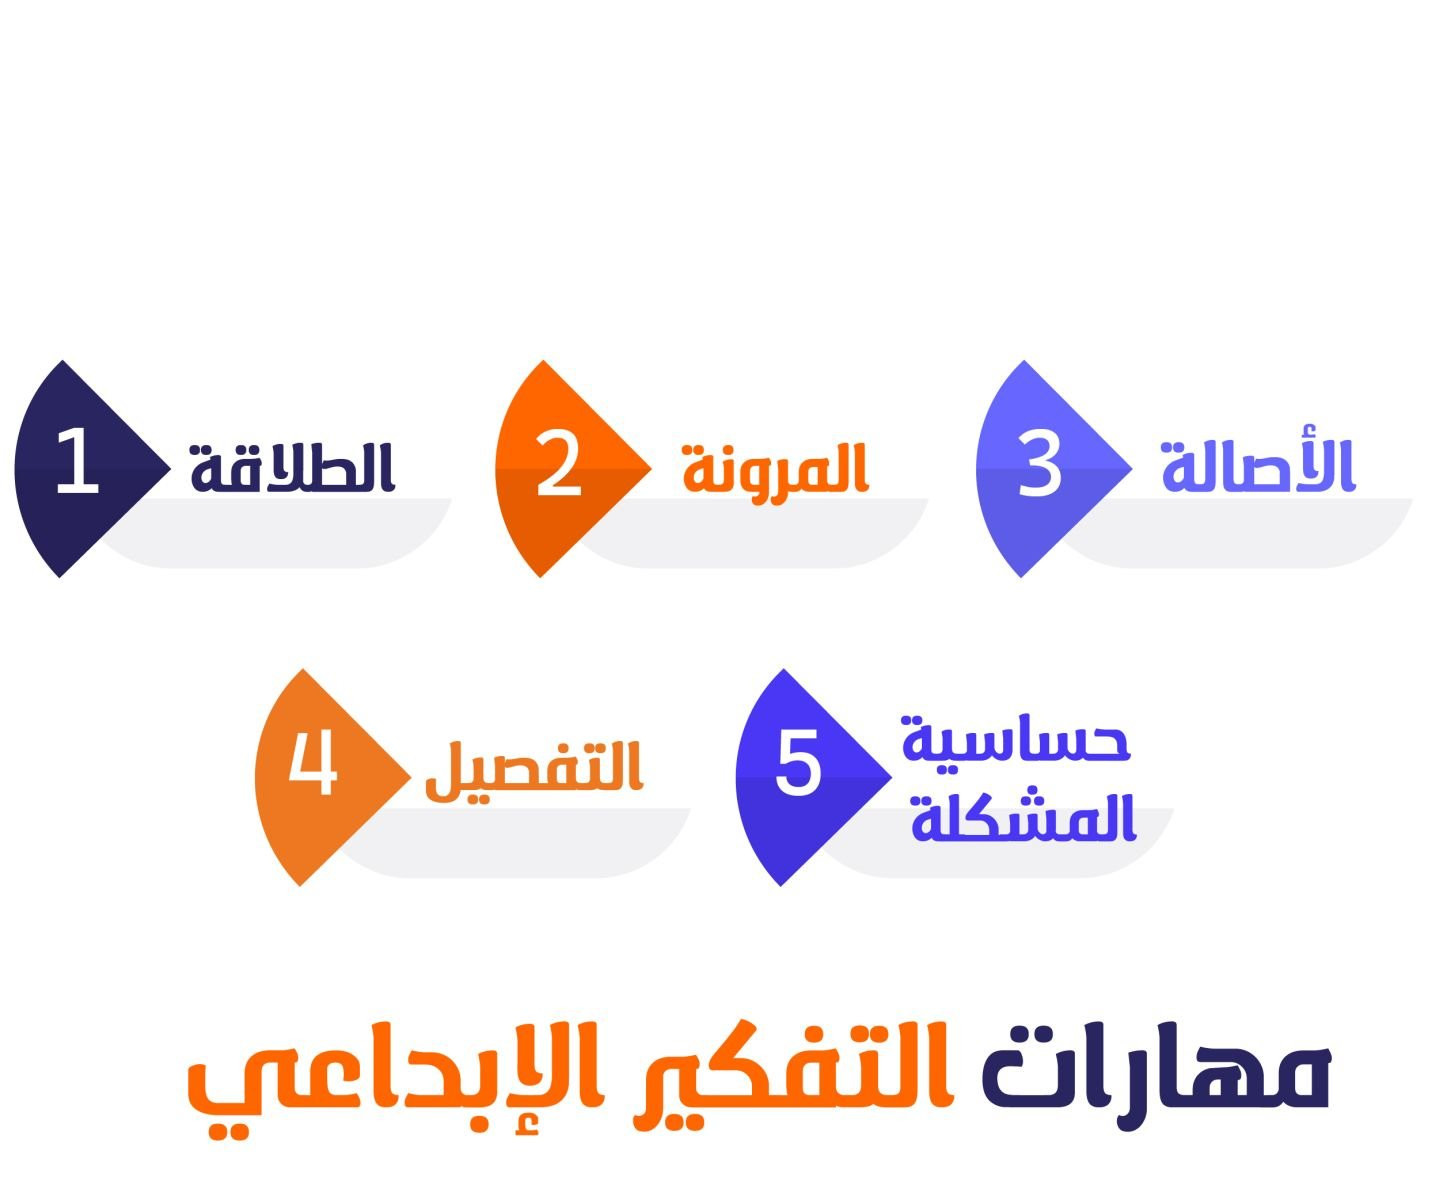 1 الطلاقة
2 المرونة
3 الأصالة
4 التفصيل
5 حساسية
المشكلة
مهارات التفكير الإبداعي